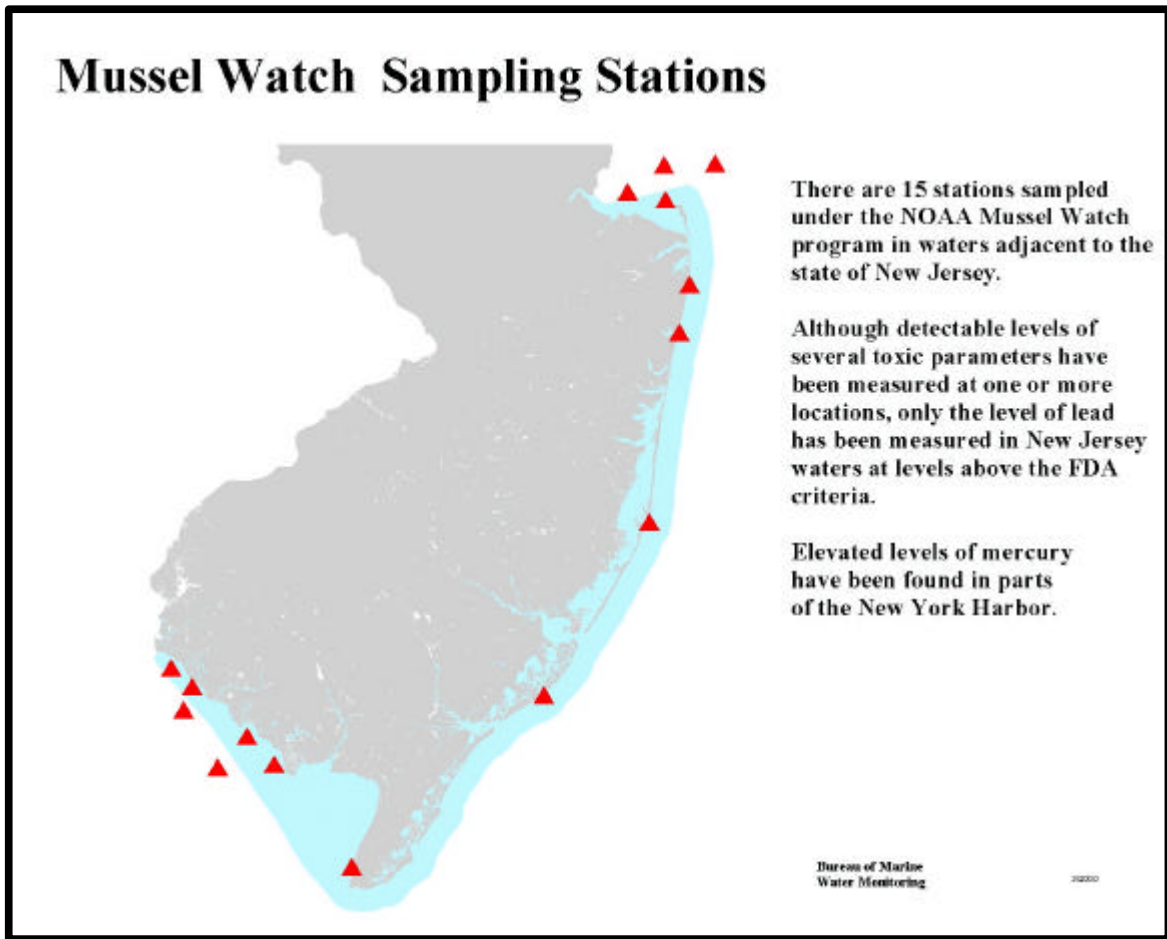 Mussel Watch Sampling Stations
There are 15 stations sampled
under the NOAA Mussel Watch
program in waters adjacent to the
state of New Jersey.
Although detectable levels of
several toxic parameters have
been measured at one or more
locations, only the level of lead
has been measured in New Jersey
waters at levels above the FDA
criteria.
Elevated levels of mercury
have been found in parts
of the New York Harbor.
Bureau of Marine
Water Monitoring